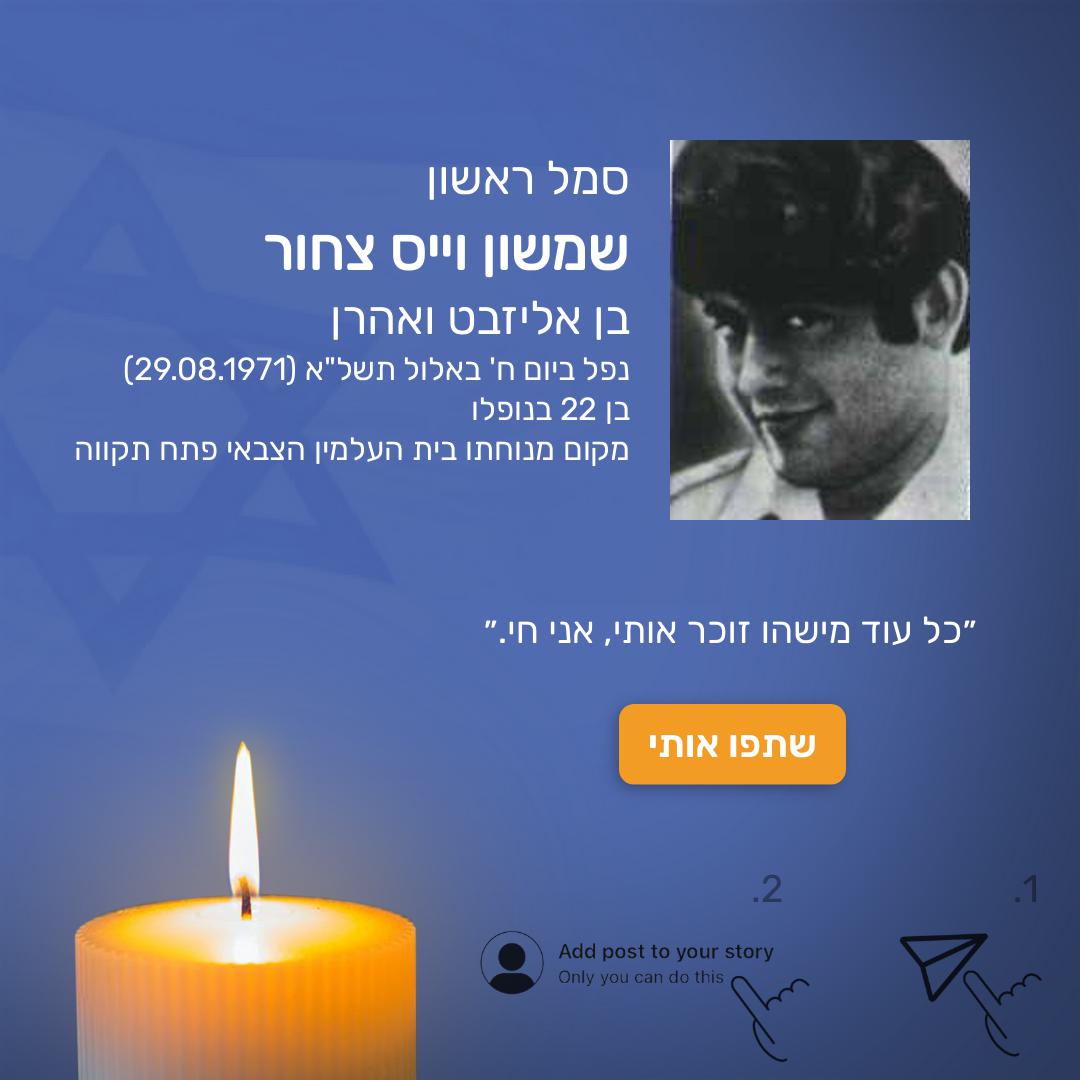 סמל ראשון
שמשון וייס צחור
בן אליזבט ואהרן
נפל ביום ח' באלול תשל"א (29.08.1971)
בן 22 בנופלו
מקום מנוחתו בית העלמין הצבאי פתח תקווה
״כל עוד מישהו זוכר אותי, אני חי.״
שתפו אותי
1.
2.
Add post to your story
Only you can do this